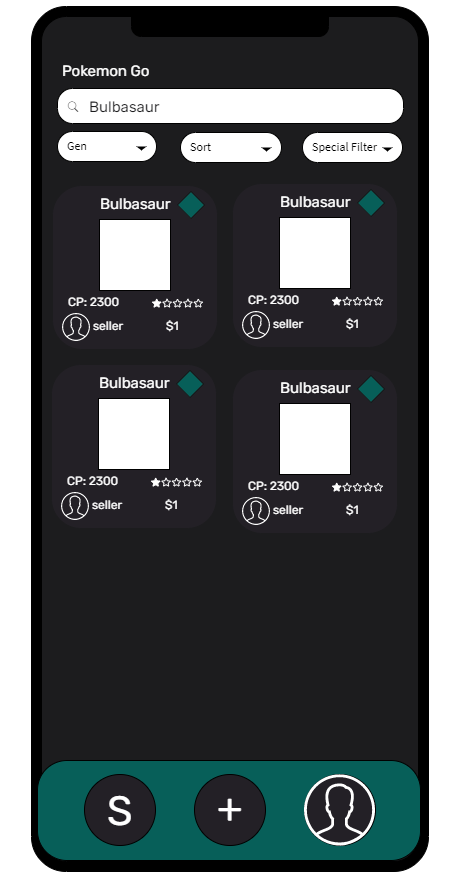 Pokemon Go
Bulbasaur
Gen Sort Special Filter
Bulbasaur
CP: 2300
seller $1
Bulbasaur
CP: 2300
seller $1
Bulbasaur
CP: 2300
seller $1
Bulbasaur
CP: 2300
seller $1
S +